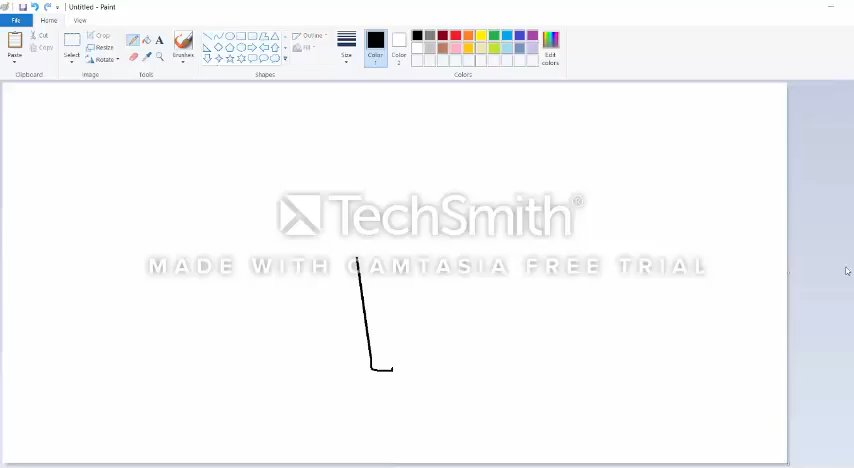 Untitled - Paint
File
Home
View
Paste
Cut
Copy
Clipboard
Select
Crop
Resize
Rotate
Image
A
Tools
Brushes
Shapes
Outline
Fill
Size
Color 1
Color 2
Edit colors
Colors
TechSmith®
MADE WITH CAMTASIA FREE TRIAL